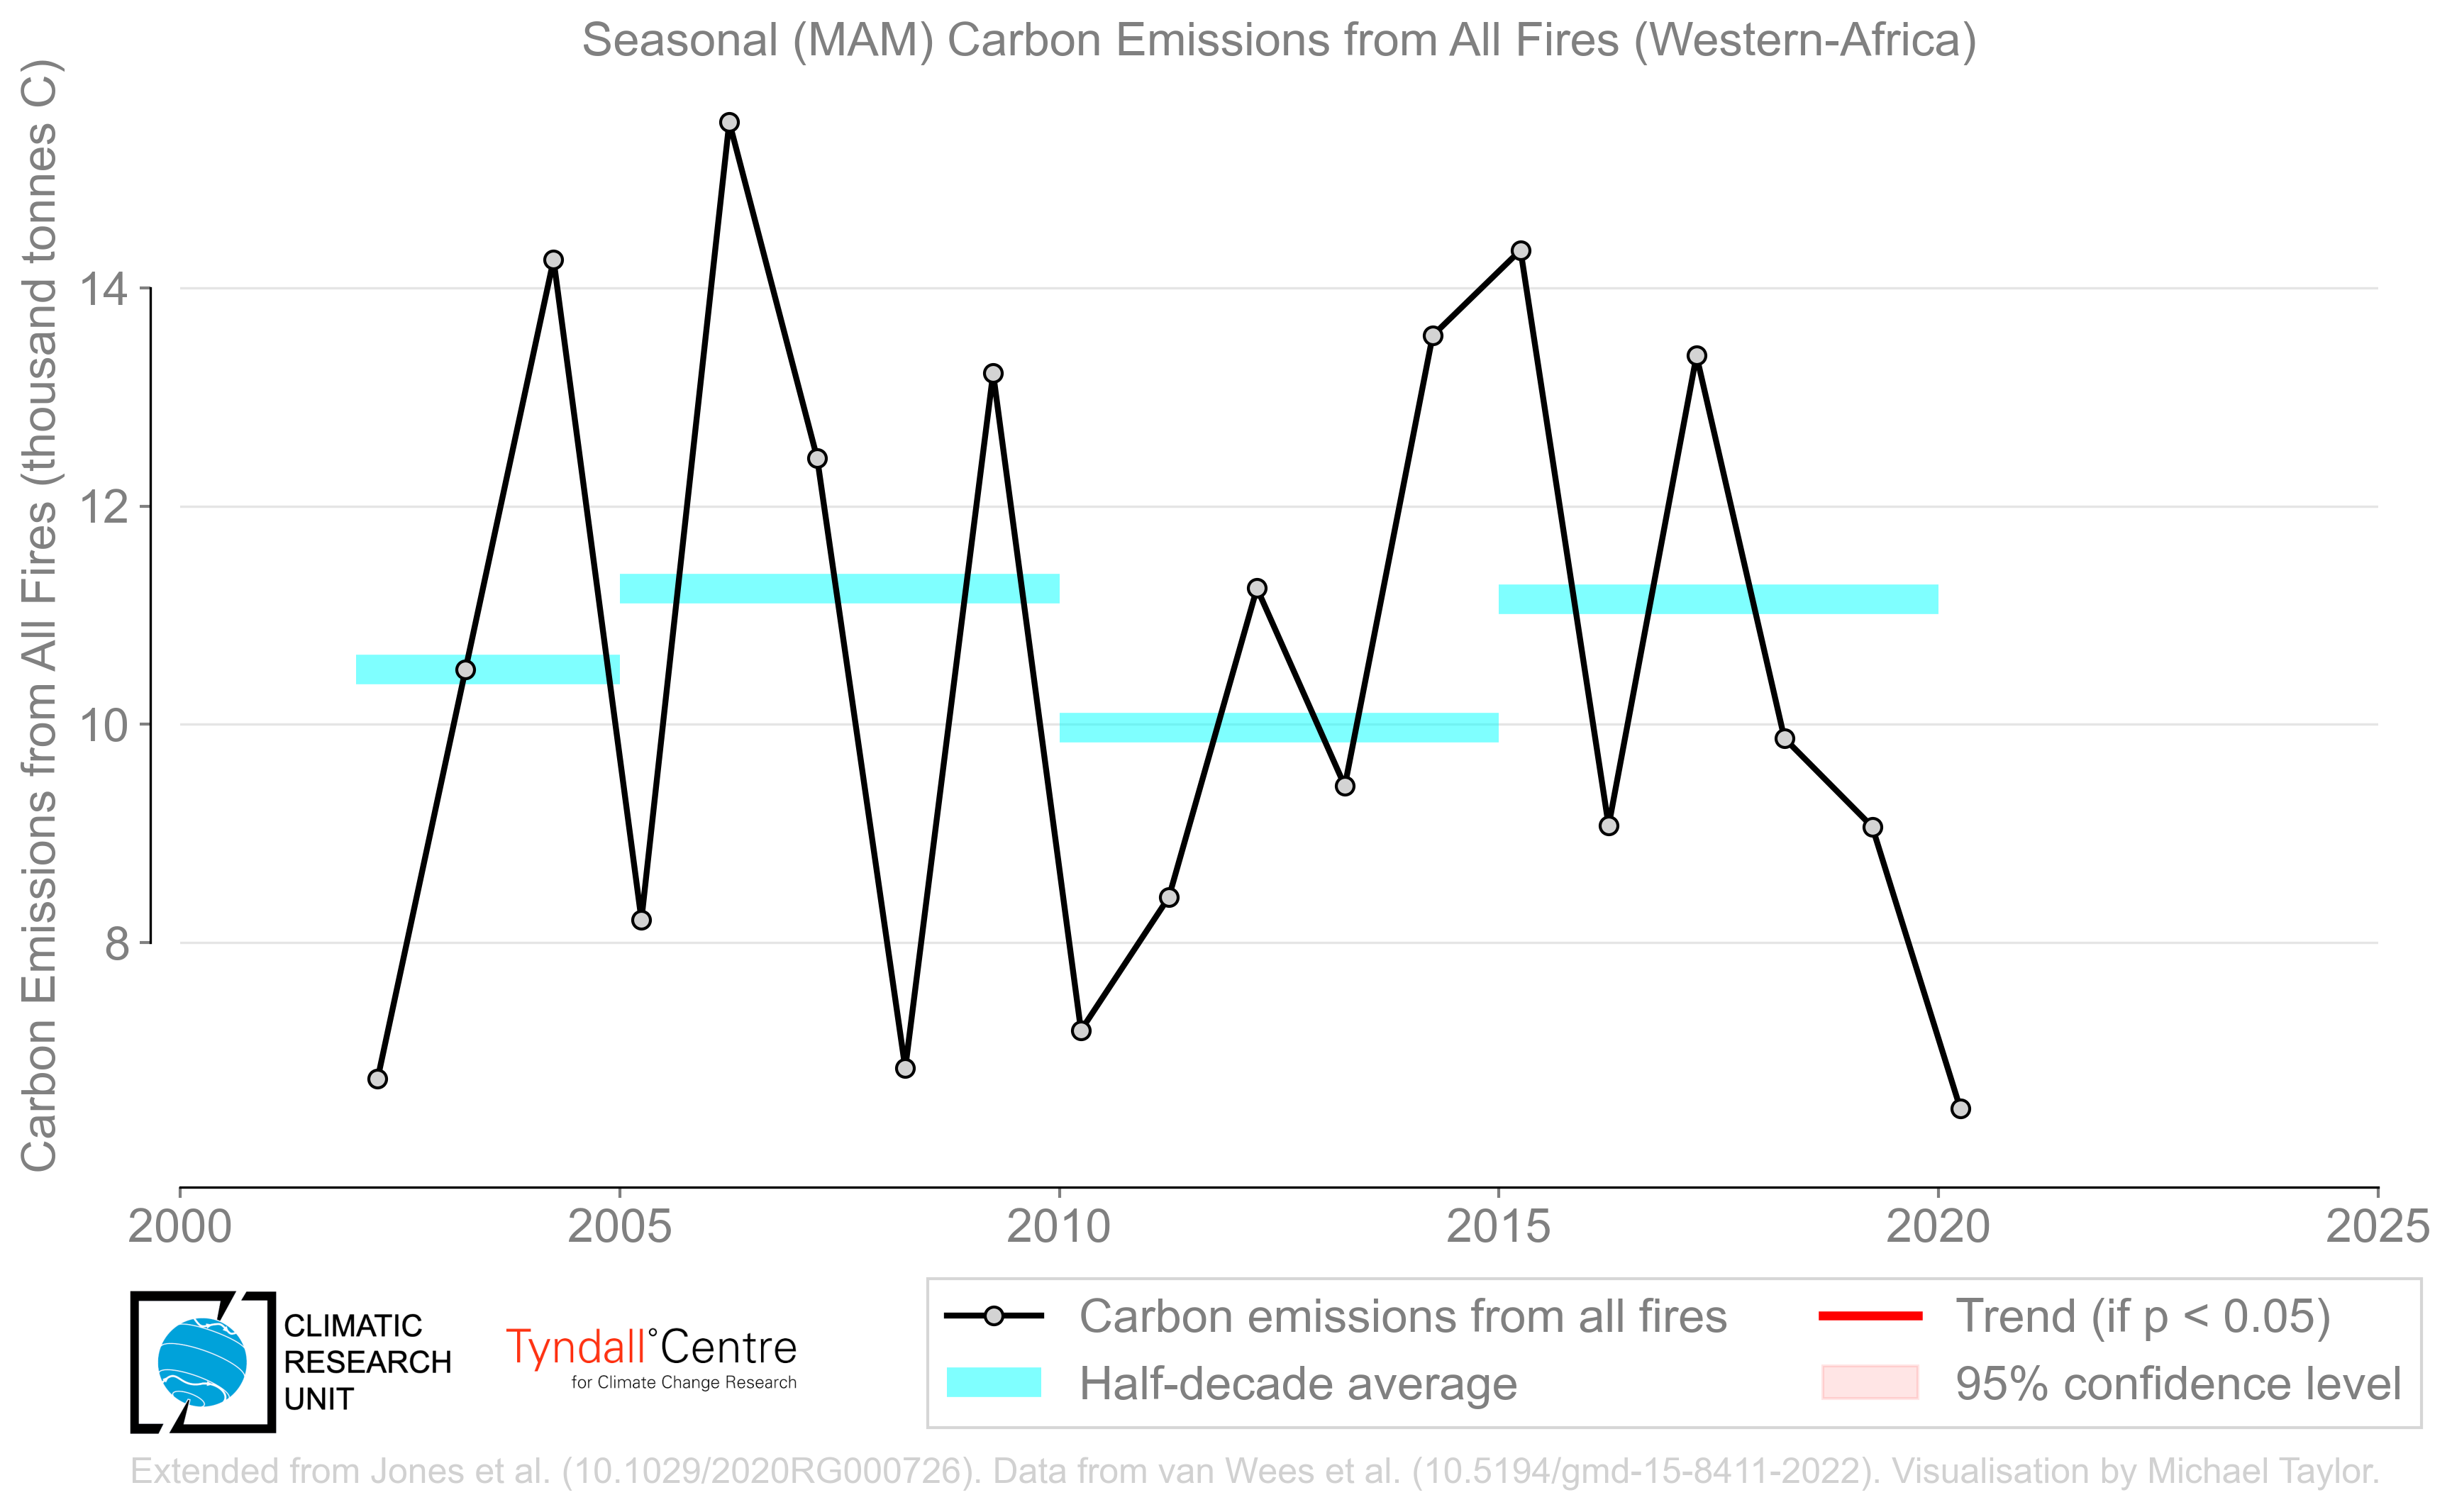 Seasonal (MAM) Carbon Emissions from All Fires (Western-Africa)
Carbon Emissions from All Fires (thousand tonnes C)
14
12
10
8
2000 2005 2010 2015 2020 2025
CLIMATIC
RESEARCH
UNIT
Tyndall°Centre
for Climate Change Research
Carbon emissions from all fires
Half-decade average
Trend (if p < 0.05)
95% confidence level
Extended from Jones et al. (10.1029/2020RG000726). Data from van Wees et al. (10.5194/gmd-15-8411-2022). Visualisation by Michael Taylor.